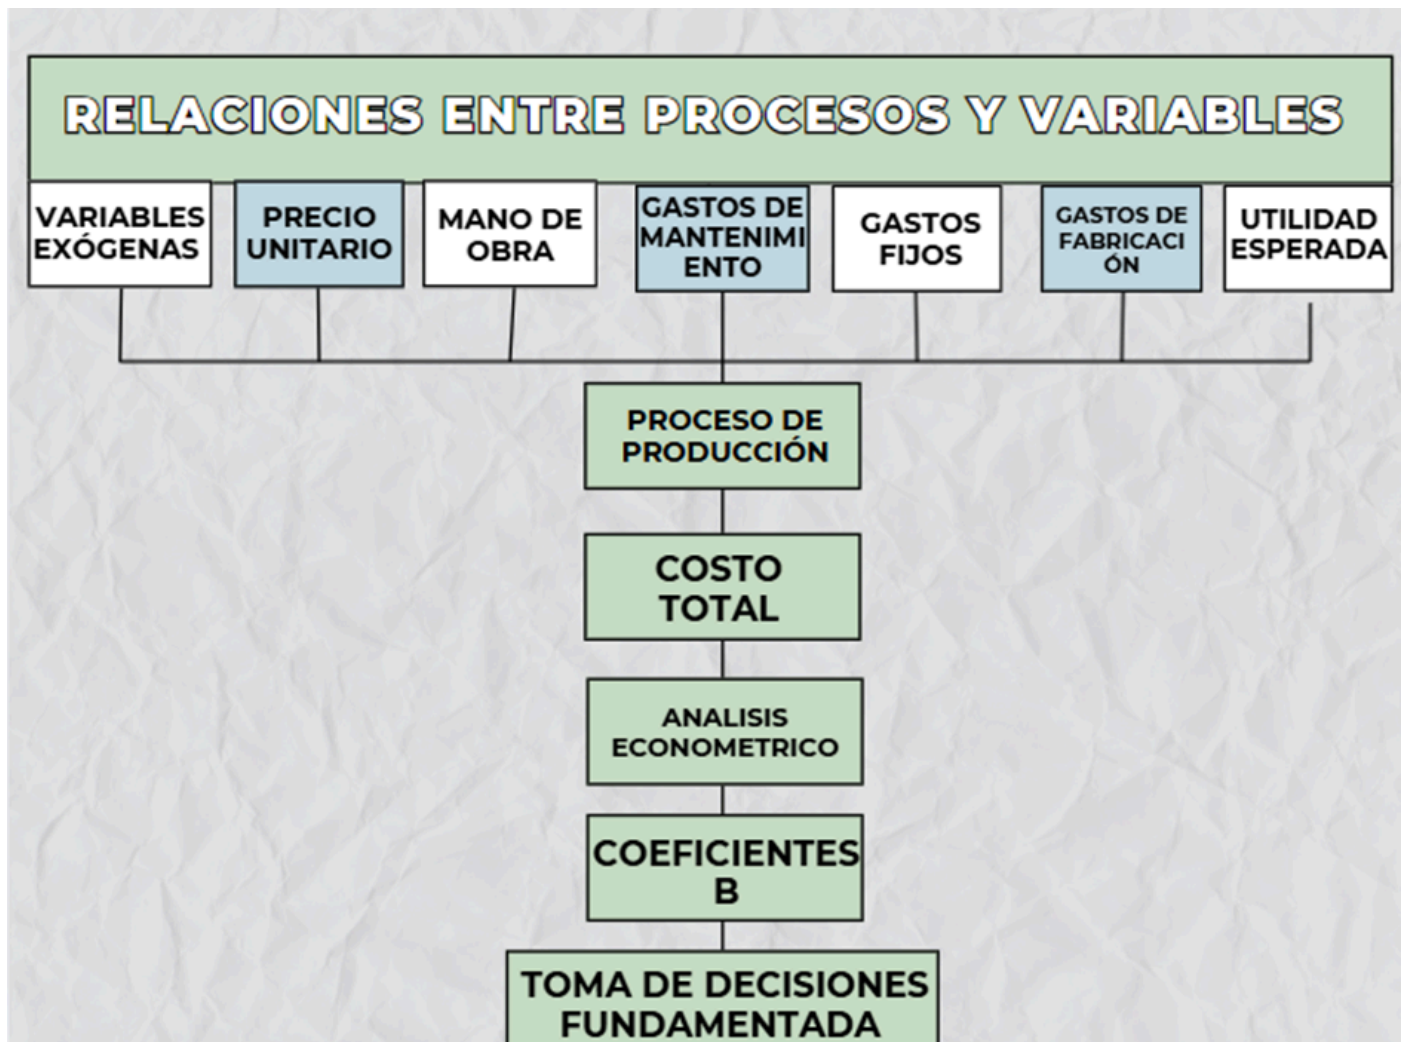 RELACIONES ENTRE PROCESOS Y VARIABLES
VARIABLES
EXÓGENAS
PRECIO
UNITARIO
MANO DE
OBRA
GASTOS DE
MANTENIMI
ENTO
GASTOS
FIJOS
GASTOS DE
FABRICACI
ÓN
UTILIDAD
ESPERADA
PROCESO DE
PRODUCCIÓN
COSTO
TOTAL
ANALISIS
ECONOMETRICO
COEFICIENTES
B
TOMA DE DECISIONES
FUNDAMENTADA